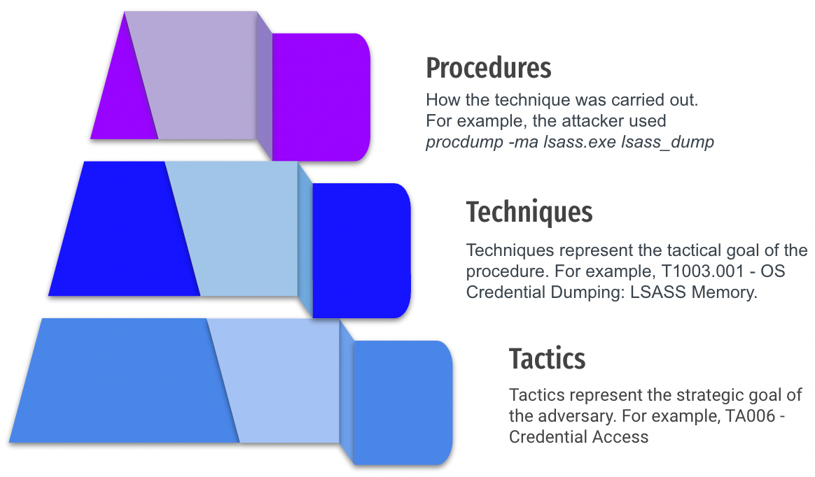 Procedures
How the technique was carried out.
For example, the attacker used
procdump -ma lsass.exe lsass_dump
Techniques
Techniques represent the tactical goal of the
procedure. For example, T1003.001 - OS
Credential Dumping: LSASS Memory.
Tactics
Tactics represent the strategic goal of
the adversary. For example, TA006 -
Credential Access